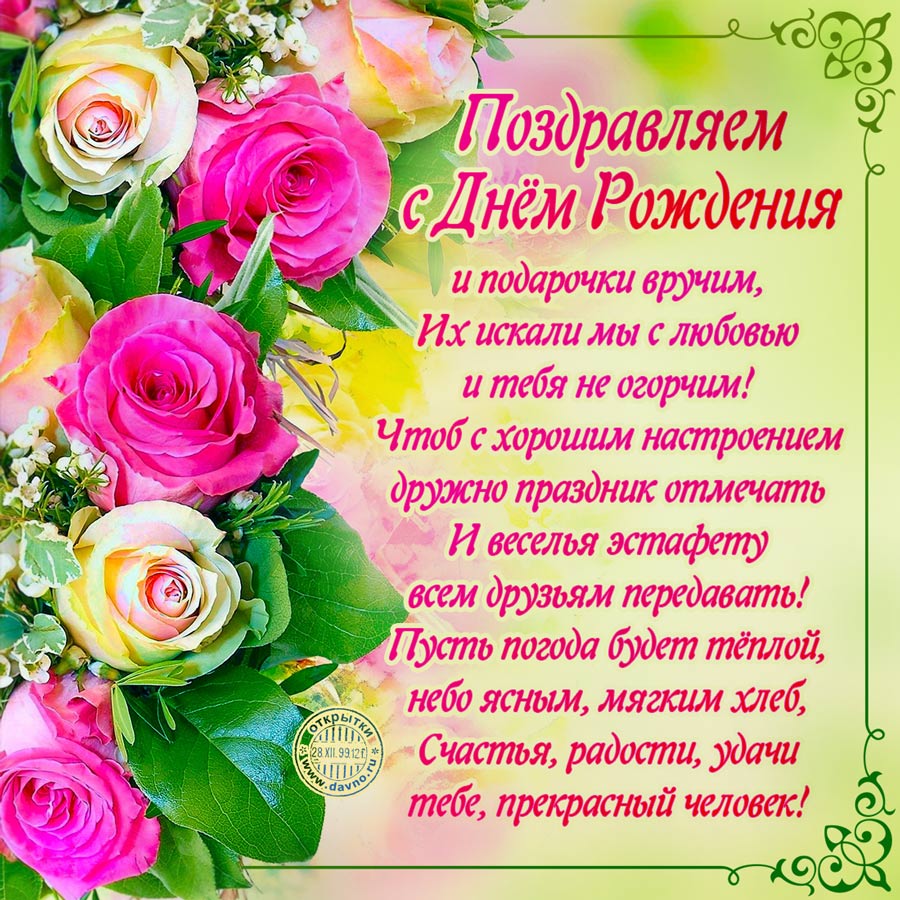 Поздравляем
с Днём Рождения
и подарочки вручим,
Их искали мы с любовью
и тебя не огорчим!
Чтоб с хорошим настроением
дружно праздник отмечать
И веселья эстафету
всем друзьям передавать!
Пусть погода будет тёплой,
небо ясным, мягким хлеб,
Счастья, радости, удачи
тебе, прекрасный человек!
открытки
28.XII.99.12г.
www.davno.ru